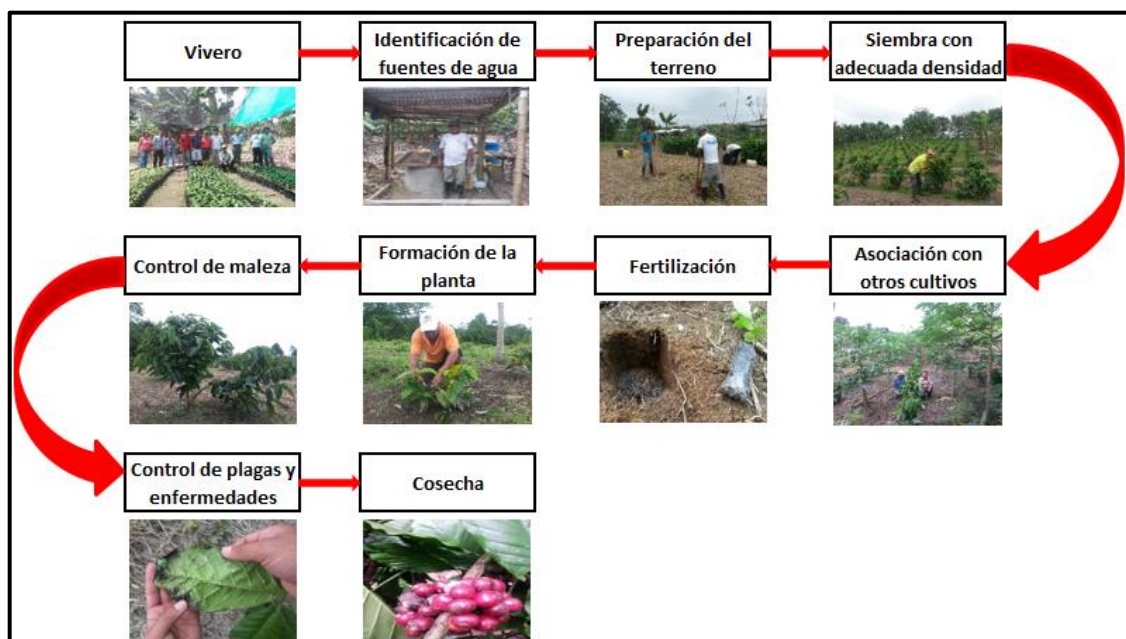 Vivero
Identificación de
fuentes de agua
Preparación del
terreno
Siembra con
adecuada densidad
Asociación con
otros cultivos
Fertilización
Formación de la
planta
Control de maleza
Control de plagas y
enfermedades
Cosecha